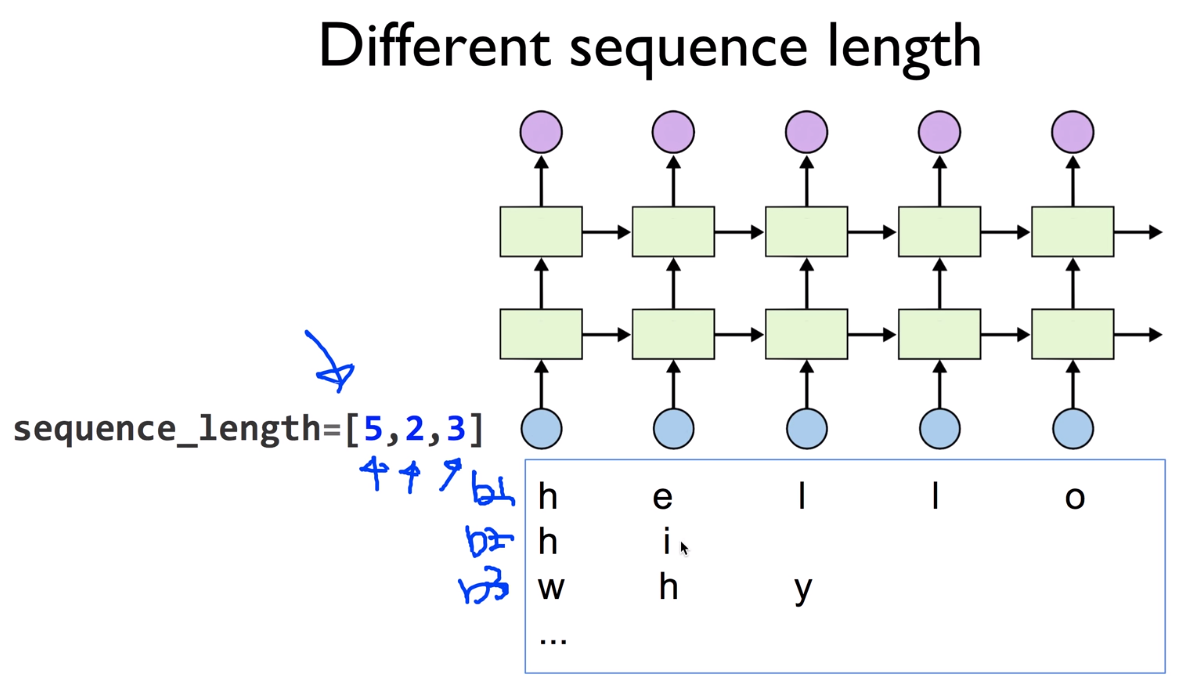 Different sequence length
sequence_length=[5,2,3]
b1 h e l l o
b2 h i
b3 w h y
...